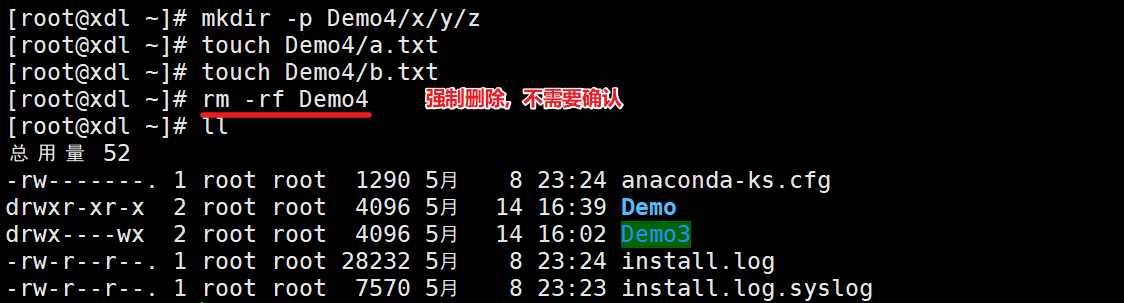 [root@xdl ~]# mkdir -p Demo4/x/y/z
[root@xdl ~]# touch Demo4/a.txt
[root@xdl ~]# touch Demo4/b.txt
[root@xdl ~]# rm -rf Demo4 强制删除，不需要确认
[root@xdl ~]# ll
总用量 52
-rw-------. 1 root root  1290 5月   8 23:24 anaconda-ks.cfg
drwxr-xr-x  2 root root  4096 5月  14 16:39 Demo
drwx----wx  2 root root  4096 5月  14 16:02 Demo3
-rw-r--r--. 1 root root 28232 5月   8 23:24 install.log
-rw-r--r--. 1 root root  7570 5月   8 23:23 install.log.syslog